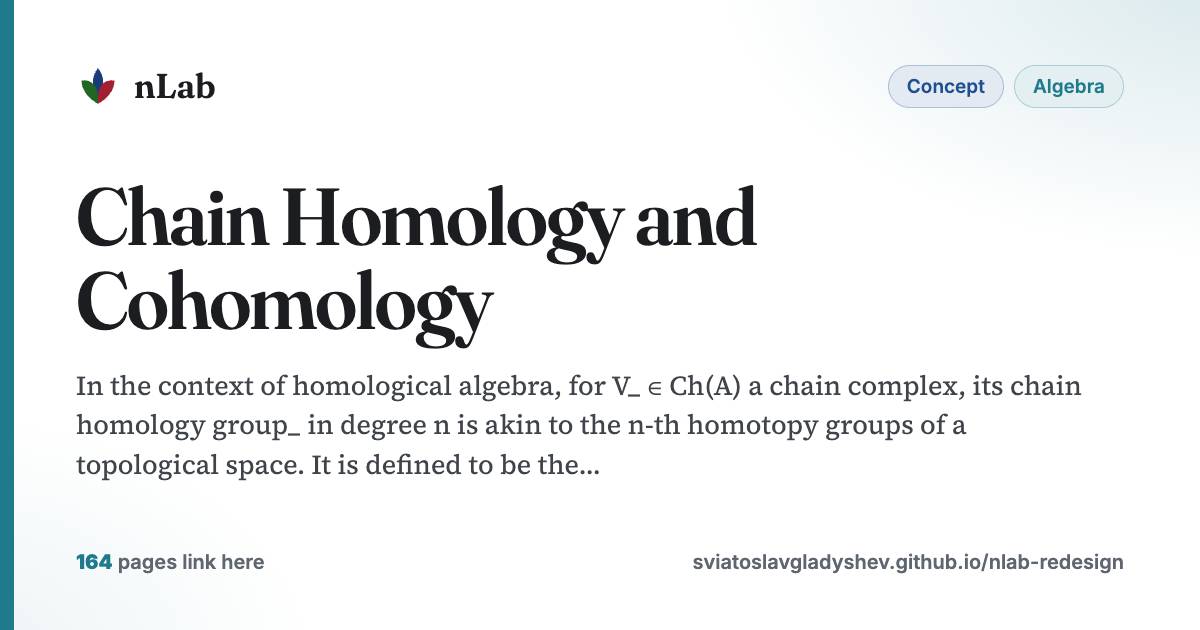 nLab
Concept
Algebra
Chain Homology and
Cohomology
In the context of homological algebra, for V_ ∈ Ch(A) a chain complex, its chain
homology group_ in degree n is akin to the n-th homotopy groups of a
topological space. It is defined to be the...
164 pages link here
sviatoslavgladyshev.github.io/nlab-redesign